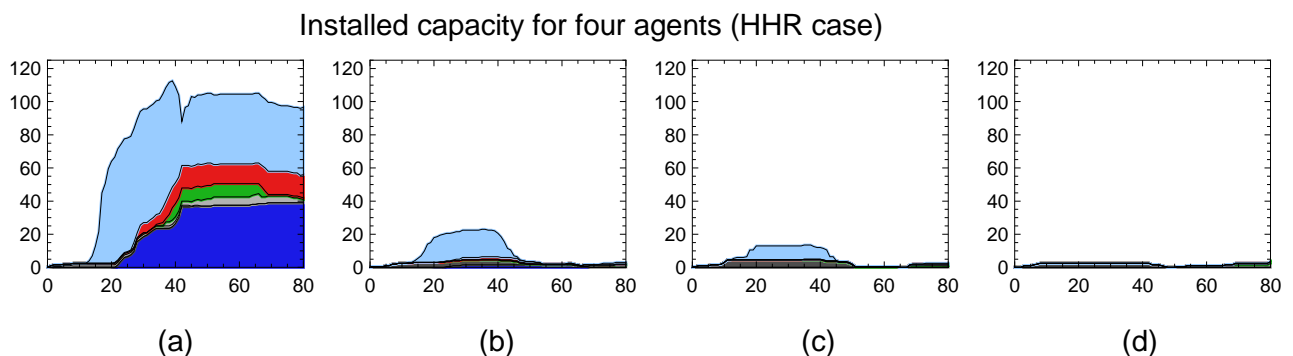 Installed capacity for four agents (HHR case)
120 120 120 120
100 100 100 100
80 80 80 80
60 60 60 60
40 40 40 40
20 20 20 20
0 0 0 0
0 20 40 60 80 0 20 40 60 80 0 20 40 60 80 0 20 40 60 80
(a) (b) (c) (d)